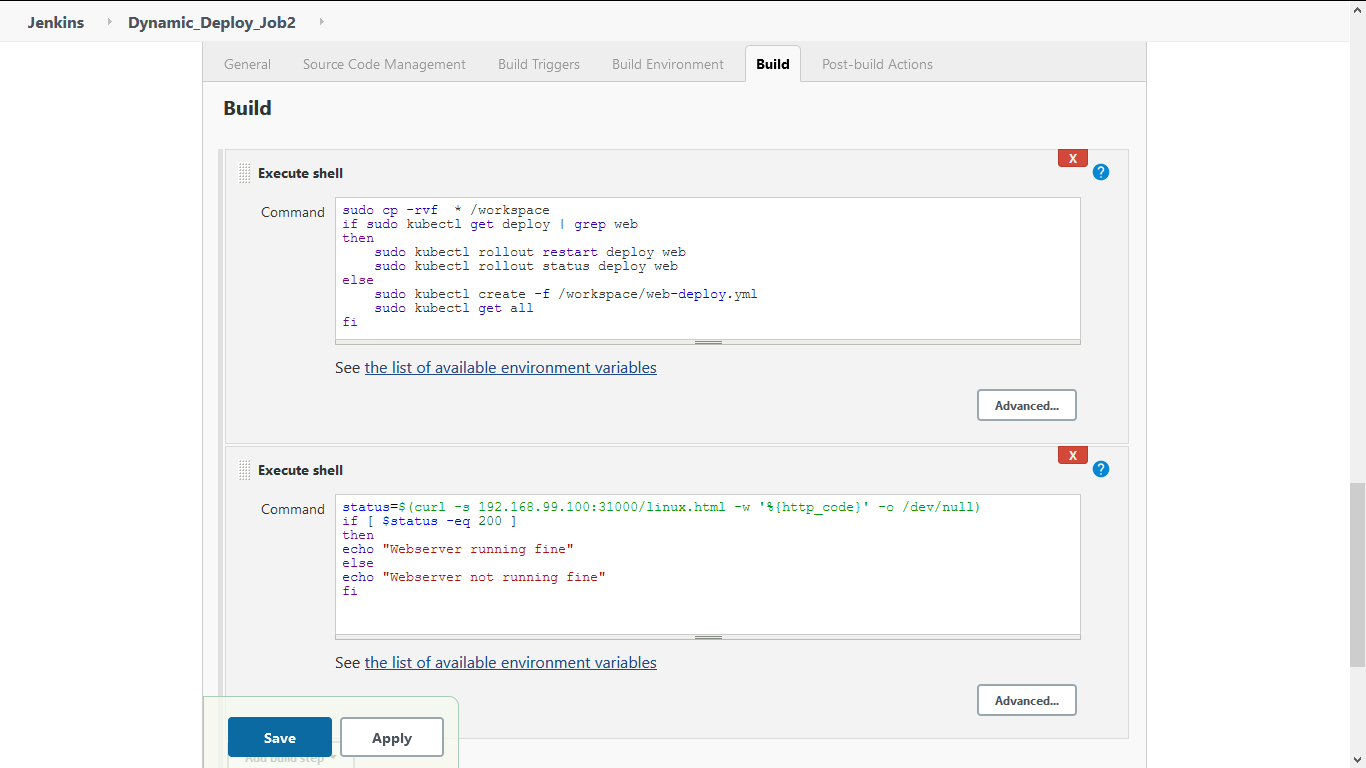 Jenkins Dynamic_Deploy_Job2
General Source Code Management Build Triggers Build Environment Build Post-build Actions
Build
X
Execute shell ?
Command
sudo cp -rvf  * /workspace
if sudo kubectl get deploy | grep web
then
    sudo kubectl rollout restart deploy web
    sudo kubectl rollout status deploy web
else
    sudo kubectl create -f /workspace/web-deploy.yml
    sudo kubectl get all
fi
See the list of available environment variables
Advanced...
X
Execute shell ?
Command
status=$(curl -s 192.168.99.100:31000/linux.html -w '%{http_code}' -o /dev/null)
if [ $status -eq 200 ]
then
echo "Webserver running fine"
else
echo "Webserver not running fine"
fi
See the list of available environment variables
Advanced...
Save Apply
Add build step